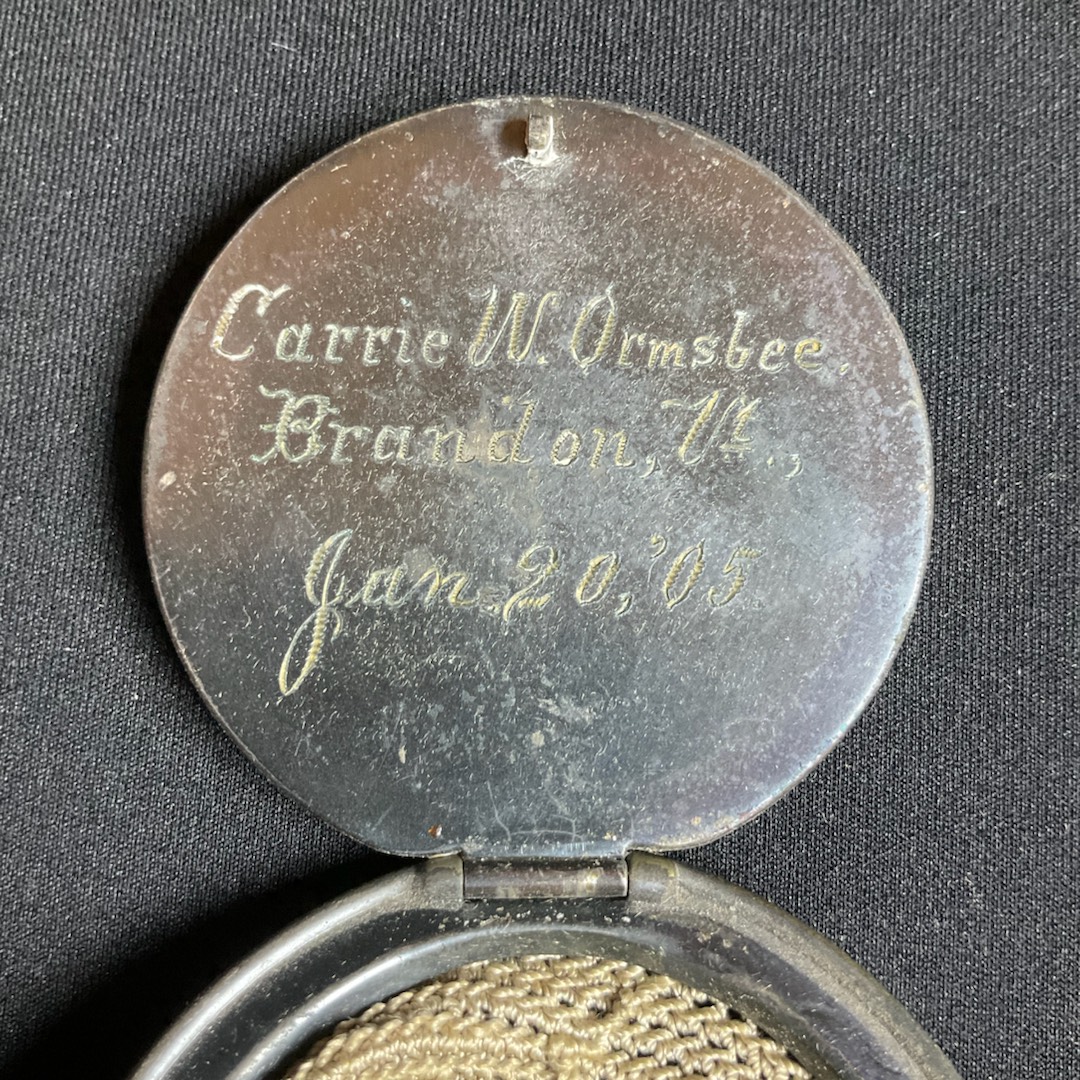 Carrie W. Ormsbee.
Brandon, Vt.,
Jan. 20, '05.